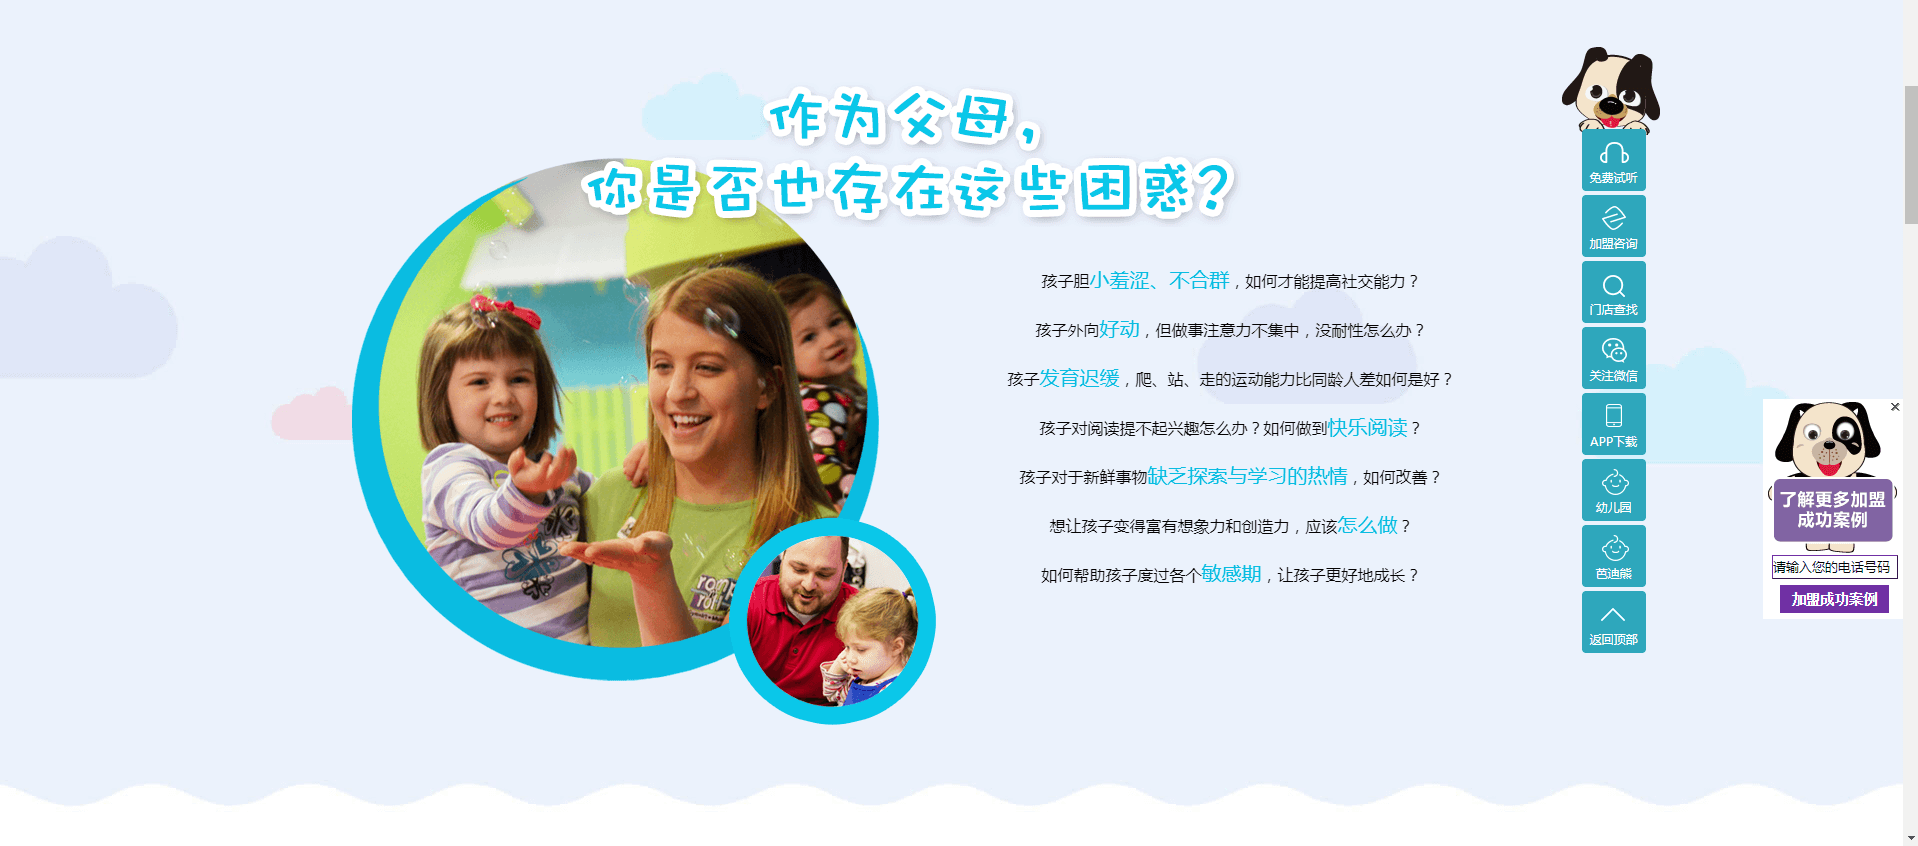 作为父母，
你是否也存在这些困惑？
孩子胆小羞涩、不合群，如何才能提高社交能力？
孩子外向好动，但做事注意力不集中，没耐性怎么办？
孩子发育迟缓，爬、站、走的运动能力比同龄人差如何是好？
孩子对阅读提不起兴趣怎么办？如何做到快乐阅读？
孩子对于新鲜事物缺乏探索与学习的热情，如何改善？
想让孩子变得富有想象力和创造力，应该怎么做？
如何帮助孩子度过各个敏感期，让孩子更好地成长？
romp
roll
免费试听
加盟咨询
门店查找
关注微信
APP下载
幼儿园
芭迪熊
返回顶部
了解更多加盟
成功案例
请输入您的电话号码
加盟成功案例